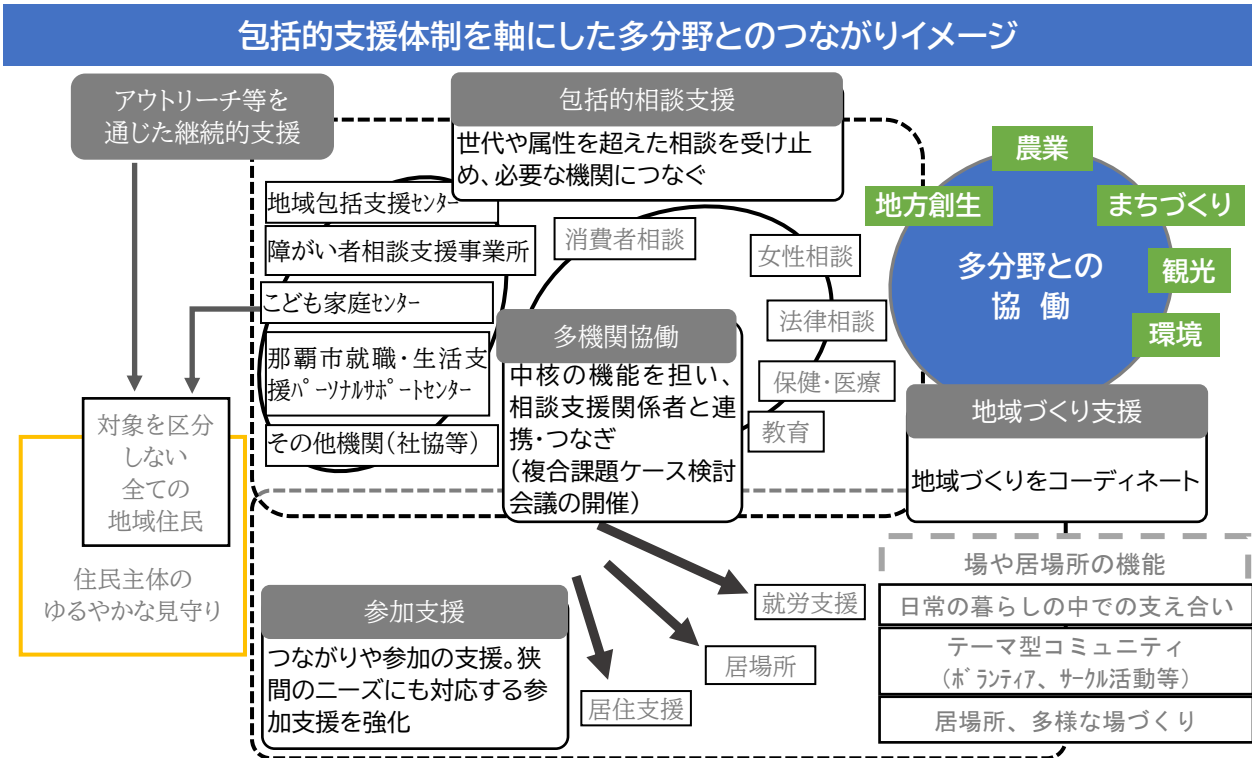 包括的支援体制を軸にした多分野とのつながりイメージ
アウトリーチ等を
通じた継続的支援
包括的相談支援
世代や属性を超えた相談を受け止
め、必要な機関につなぐ
地域包括支援ｾﾝﾀｰ
障がい者相談支援事業所
こども家庭ｾﾝﾀｰ
那覇市就職・生活支
援ﾊﾟｰｿﾅﾙｻﾎﾟｰﾄｾﾝﾀｰ
その他機関（社協等）
消費者相談
女性相談
法律相談
保健・医療
教育
多機関協働
中核の機能を担い、
相談支援関係者と連
携・つなぎ
（複合課題ケース検討
会議の開催）
農業
地方創生
まちづくり
観光
環境
多分野との
協 働
地域づくり支援
地域づくりをコーディネート
対象を区分
しない
全ての
地域住民
住民主体の
ゆるやかな見守り
参加支援
つながりや参加の支援。狭
間のニーズにも対応する参
加支援を強化
就労支援
居場所
居住支援
場や居場所の機能
日常の暮らしの中での支え合い
テーマ型コミュニティ
（ﾎﾞﾗﾝﾃｨｱ、ｻｰｸﾙ活動等）
居場所、多様な場づくり